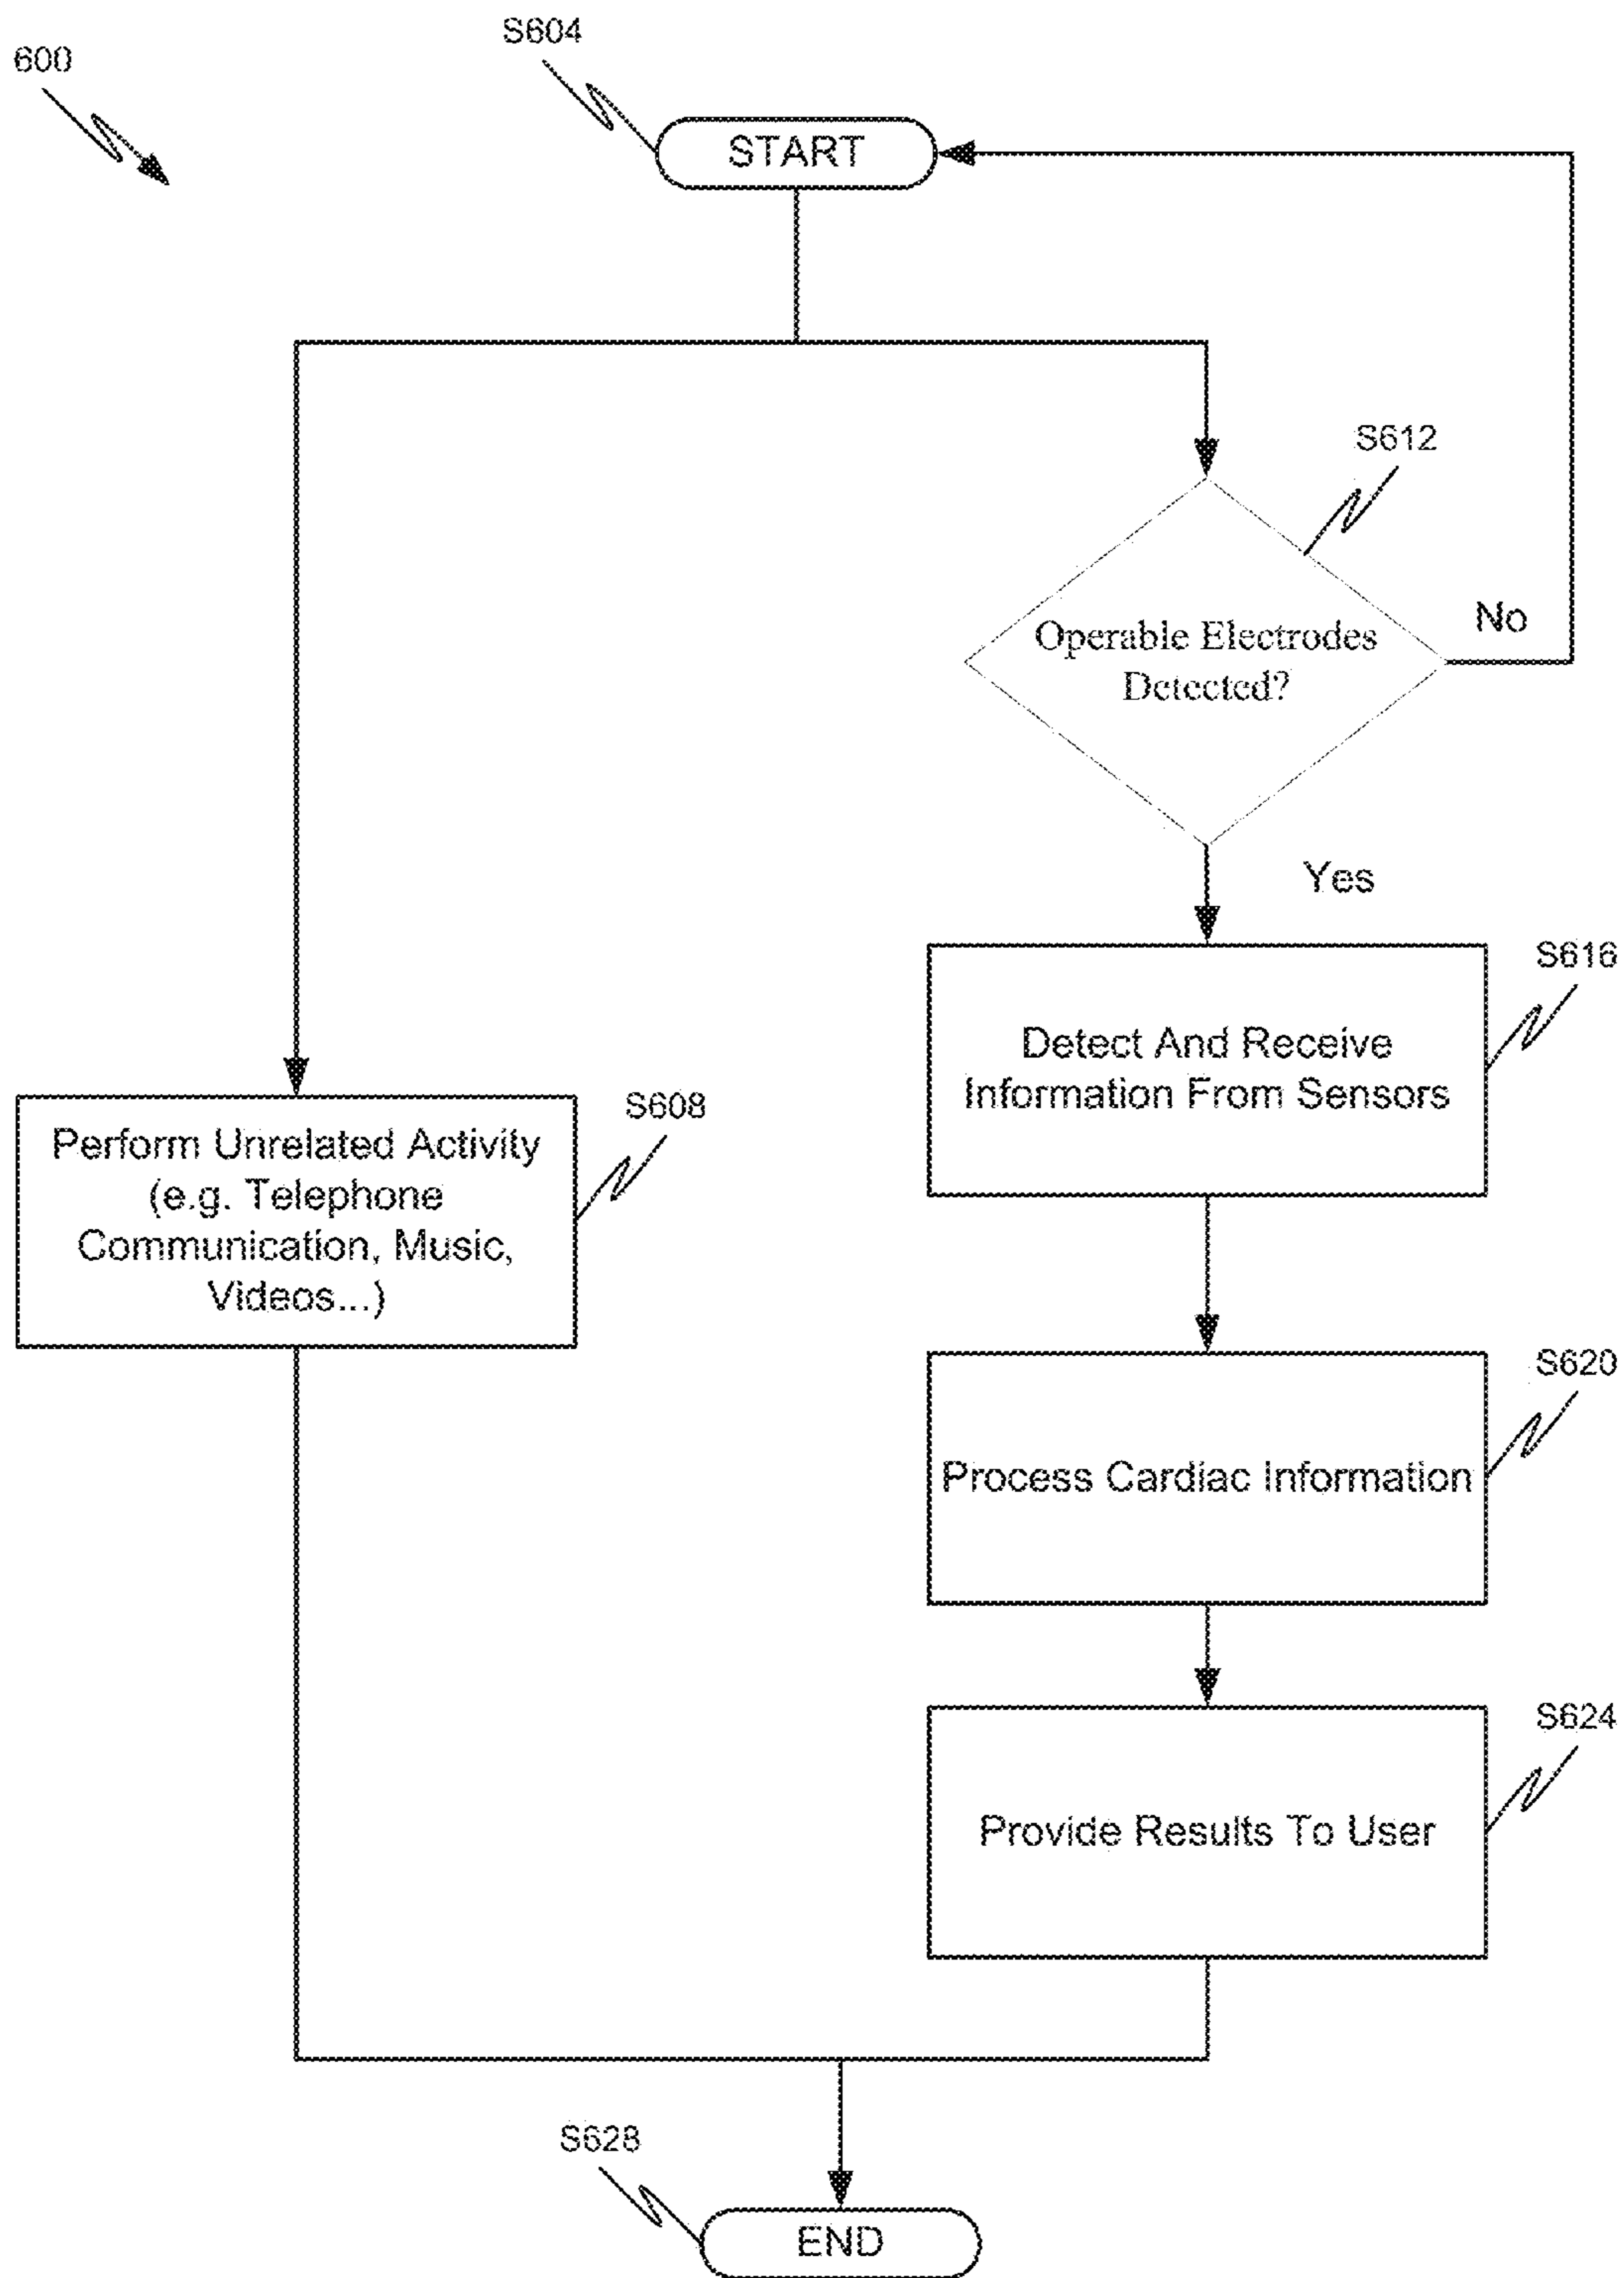 S604
600
START
S612
No
Operable Electrodes
Detected?
Yes
S616
Detect And Receive
Information From Sensors
S608
Perform Unrelated Activity
(e.g. Telephone
Communication, Music,
Videos...)
S620
Process Cardiac Information
S624
Provide Results To User
S628
END